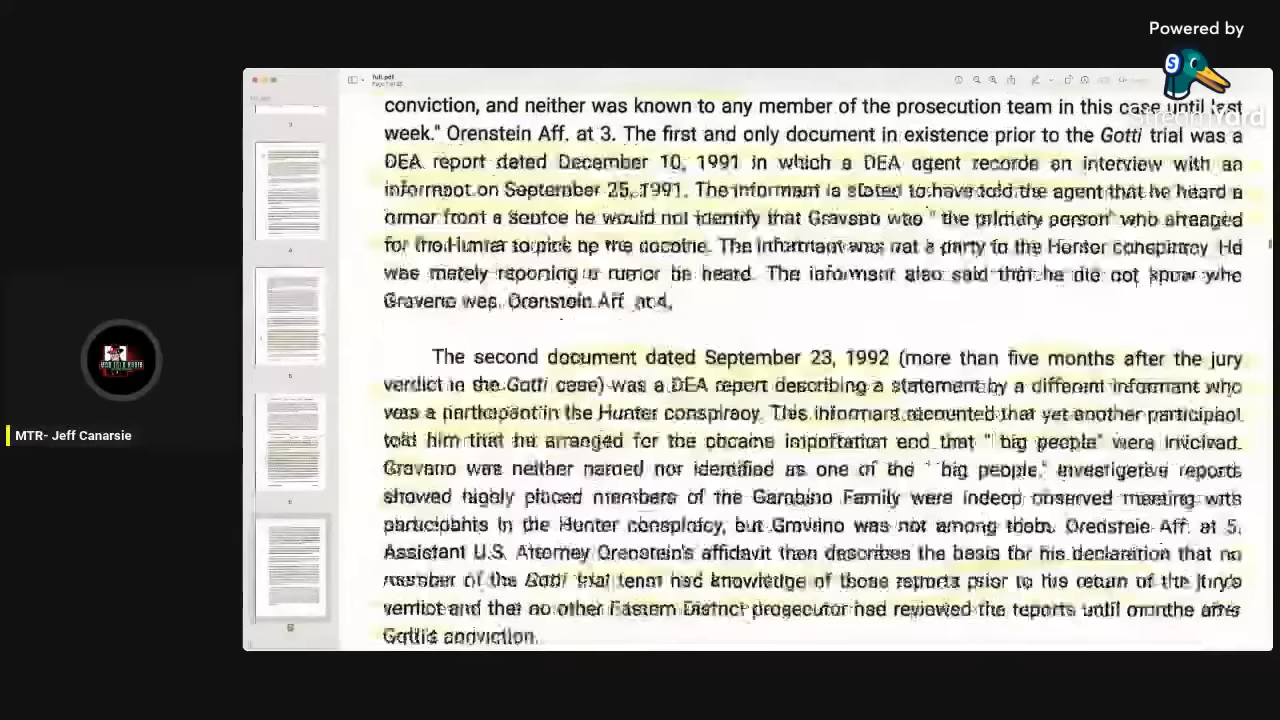 Powered by
StreamYard
full.pdf
conviction, and neither was known to any member of the prosecution team in this case until last
week." Orenstein Aff. at 3. The first and only document in existence prior to the Gotti trial was a
DEA report dated December 10, 1991 in which a DEA agent records an interview with an
informant on September 25, 1991. The informant is stated to have told the agent that he heard a
rumor from a source he would not identify that Gravano was " the primary person" who arranged
for the Hunter to pick up the cocaine. The informant was not a party to the Hunter conspiracy. He
was merely reporting a rumor he heard. The informant also said that he did not know who
Gravano was. Orenstein Aff. at 4.
The second document dated September 23, 1992 (more than five months after the jury
verdict in the Gotti case) was a DEA report describing a statement by a different informant who
was a participant in the Hunter conspiracy. This informant recounted that yet another participant
told him that he arranged for the cocaine importation and that " big people" were involved.
Gravano was neither named nor identified as one of the " big people." Investigative reports
showed highly placed members of the Gambino Family were indeed observed meeting with
participants in the Hunter conspiracy, but Gravano was not among them. Orenstein Aff. at 5.
Assistant U.S. Attorney Orenstein's affidavit then describes the basis for his declaration that no
member of the Gotti trial team had knowledge of those reports prior to his return of the jury's
verdict and that no other Eastern District prosecutor had reviewed the reports until months after
Gotti's conviction.
4
5
6
MTR- Jeff Canarsie